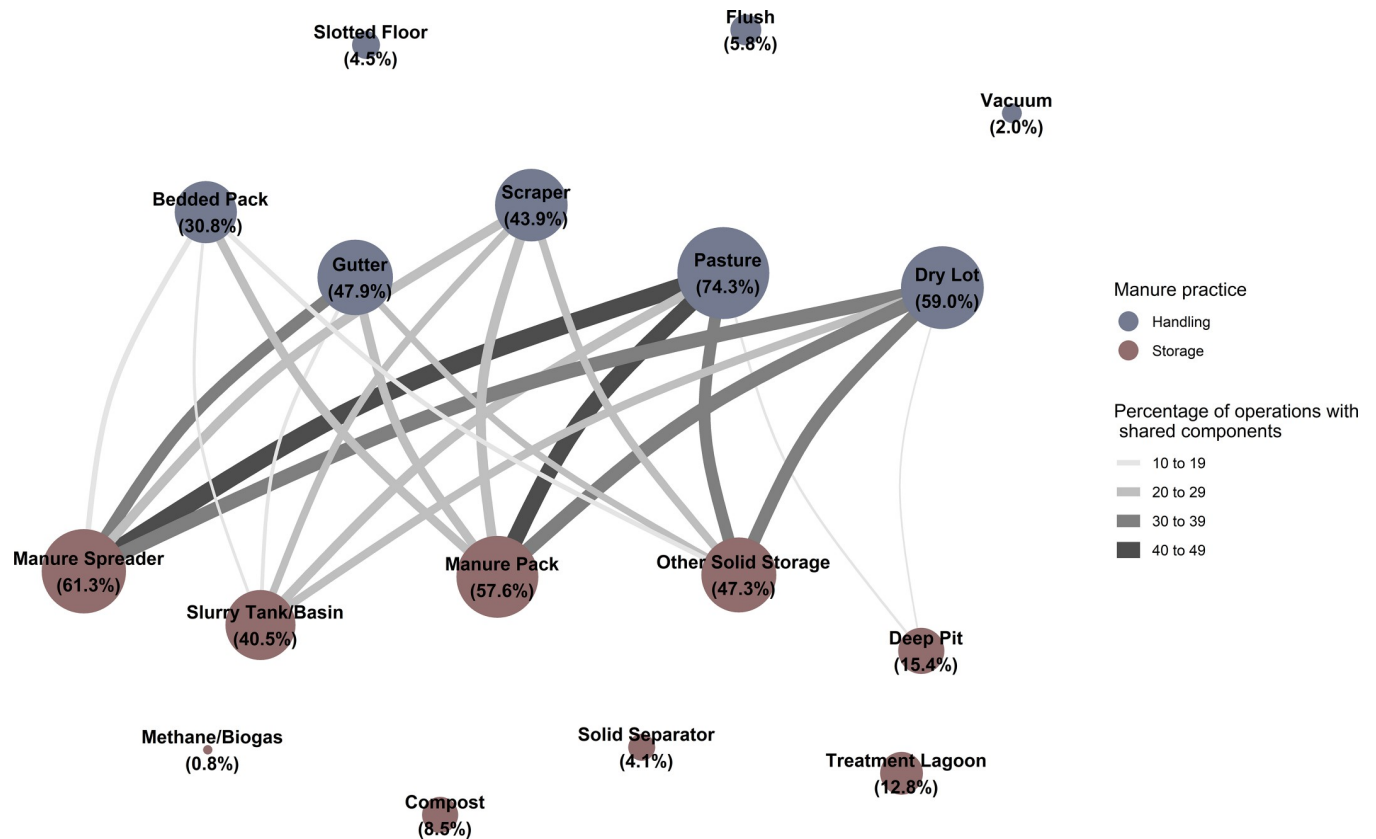 Flush
(5.8%)
Slotted Floor
(4.5%)
Vacuum
(2.0%)
Bedded Pack
(30.8%)
Scraper
(43.9%)
Gutter
(47.9%)
Pasture
(74.3%)
Dry Lot
(59.0%)
Manure practice
Handling
Storage
Percentage of operations with
shared components
10 to 19
20 to 29
30 to 39
40 to 49
Manure Spreader
(61.3%)
Slurry Tank/Basin
(40.5%)
Manure Pack
(57.6%)
Other Solid Storage
(47.3%)
Deep Pit
(15.4%)
Methane/Biogas
(0.8%)
Solid Separator
(4.1%)
Treatment Lagoon
(12.8%)
Compost
(8.5%)